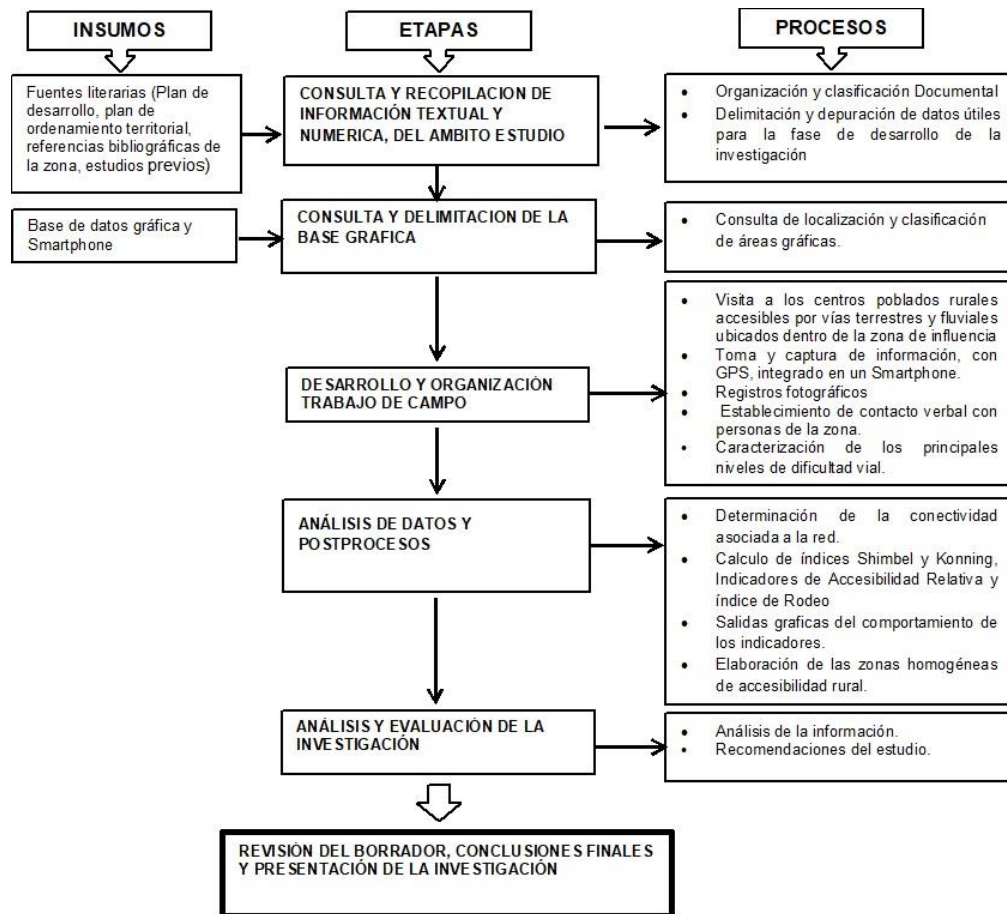 INSUMOS
ETAPAS
PROCESOS
Fuentes literarias (Plan de
desarrollo, plan de
ordenamiento territorial,
referencias bibliográficas de
la zona, estudios previos)
CONSULTA Y RECOPILACION DE
INFORMACIÓN TEXTUAL Y
NUMERICA, DEL AMBITO ESTUDIO
• Organización y clasificación Documental
• Delimitación y depuración de datos útiles
para la fase de desarrollo de la
investigación
Base de datos gráfica y
Smartphone
CONSULTA Y DELIMITACION DE LA
BASE GRAFICA
Consulta de localización y clasificación
de áreas gráficas.
DESARROLLO Y ORGANIZACIÓN
TRABAJO DE CAMPO
• Visita a los centros poblados rurales
accesibles por vías terrestres y fluviales
ubicados dentro de la zona de influencia
• Toma y captura de información, con
GPS, integrado en un Smartphone.
• Registros fotográficos
• Establecimiento de contacto verbal con
personas de la zona.
• Caracterización de los principales
niveles de dificultad vial.
ANÁLISIS DE DATOS Y
POSTPROCESOS
• Determinación de la conectividad
asociada a la red.
• Calculo de índices Shimbel y Konning,
Indicadores de Accesibilidad Relativa y
índice de Rodeo
• Salidas graficas del comportamiento de
los indicadores.
• Elaboración de las zonas homogéneas
de accesibilidad rural.
ANÁLISIS Y EVALUACIÓN DE LA
INVESTIGACIÓN
• Análisis de la información.
• Recomendaciones del estudio.
REVISIÓN DEL BORRADOR, CONCLUSIONES FINALES
Y PRESENTACIÓN DE LA INVESTIGACIÓN